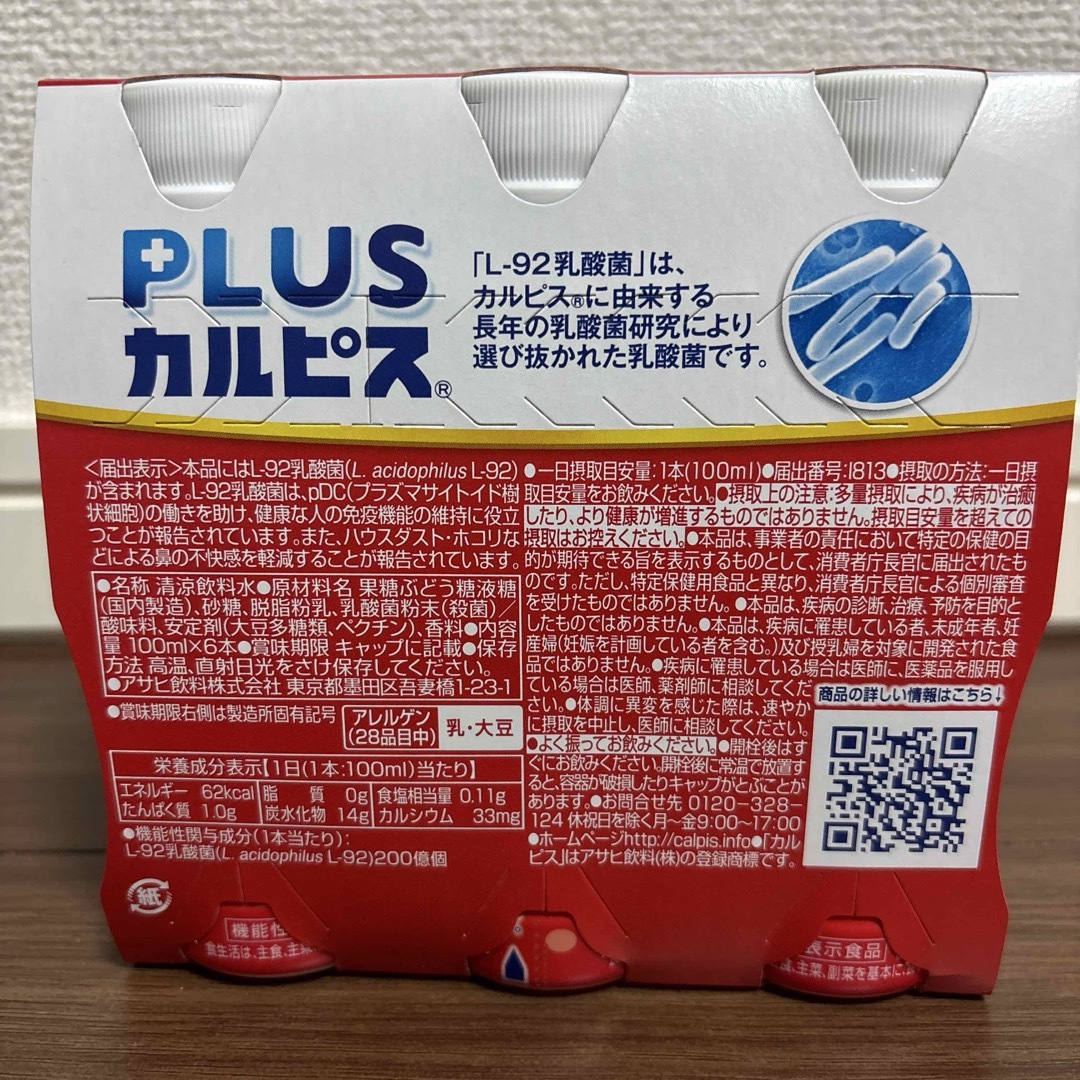 PLUS
カルピス®
「L-92乳酸菌」は、
カルピス®に由来する
長年の乳酸菌研究により
選び抜かれた乳酸菌です。
<届出表示>本品にはL-92乳酸菌(L. acidophilus L-92)
が含まれます。L-92乳酸菌は、pDC(プラズマサイトイド樹
状細胞)の働きを助け、健康な人の免疫機能の維持に役立
つことが報告されています。また、ハウスダスト・ホコリな
どによる鼻の不快感を軽減することが報告されています。
●名称 清涼飲料水●原材料名 果糖ぶどう糖液糖
(国内製造)、砂糖、脱脂粉乳、乳酸菌粉末(殺菌)／
酸味料、安定剤(大豆多糖類、ペクチン)、香料●内容
量 100ml×6本●賞味期限 キャップに記載●保存
方法 高温、直射日光をさけ保存してください。
●アサヒ飲料株式会社 東京都墨田区吾妻橋1-23-1
●賞味期限右側は製造所固有記号
アレルゲン
(28品目中)
乳・大豆
栄養成分表示【1日(1本:100ml)当たり】
エネルギー 62kcal 脂質 0g 食塩相当量 0.11g
たんぱく質 1.0g 炭水化物 14g カルシウム 33mg
●機能性関与成分(1本当たり):
L-92乳酸菌(L. acidophilus L-92)200億個
●一日摂取目安量:1本(100ml)●届出番号:I813●摂取の方法:一日摂
取目安量をお飲みください。●摂取上の注意:多量摂取により、疾病が治癒
したり、より健康が増進するものではありません。摂取目安量を超えての
摂取はお控えください。●本品は、事業者の責任において特定の保健の目
的が期待できる旨を表示するものとして、消費者庁長官に届出されたも
のです。ただし、特定保健用食品と異なり、消費者庁長官による個別審査
を受けたものではありません。●本品は、疾病の診断、治療、予防を目的と
したものではありません。●本品は、疾病に罹患している者、未成年者、妊
産婦(妊娠を計画している者を含む。)及び授乳婦を対象に開発された食
品ではありません。●疾病に罹患している場合は医師に、医薬品を服用し
ている場合は医師、薬剤師に相談してくださ
い。●体調に異変を感じた際は、速やか
に摂取を中止し、医師に相談してください。
●よく振ってお飲みください。●開栓後はす
ぐにお飲みください。開栓後に常温で放置す
ると、容器が破損したりキャップがとぶことが
あります。●お問合せ先 0120-328-
124 休祝日を除く月〜金9:00〜17:00
●ホームページhttp://calpis.info●「カル
ピス」はアサヒ飲料(株)の登録商標です。
商品の詳しい情報はこちら↓
紙
機能性
食生活は、主食、主菜
表示食品
主菜、副菜を基本に、